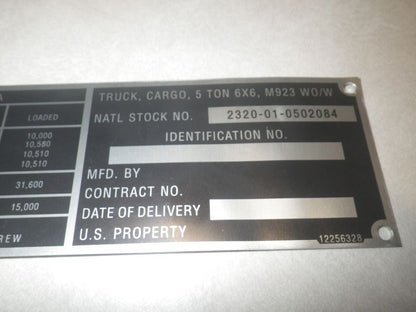 LOADED
10,000
10,580
10,510
10,510
31,600
15,000
REW
TRUCK, CARGO, 5 TON 6X6, M923 WO/W
NATL STOCK NO. 2320-01-0502084
IDENTIFICATION NO.
MFD. BY
CONTRACT NO.
DATE OF DELIVERY
U.S. PROPERTY
12256328